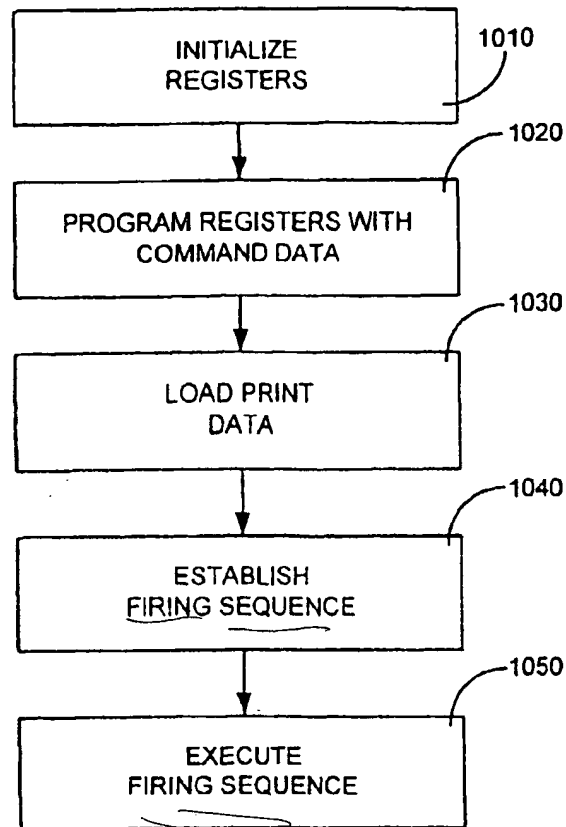 INITIALIZE
REGISTERS
1010
PROGRAM REGISTERS WITH
COMMAND DATA
1020
LOAD PRINT
DATA
1030
ESTABLISH
FIRING SEQUENCE
1040
EXECUTE
FIRING SEQUENCE
1050